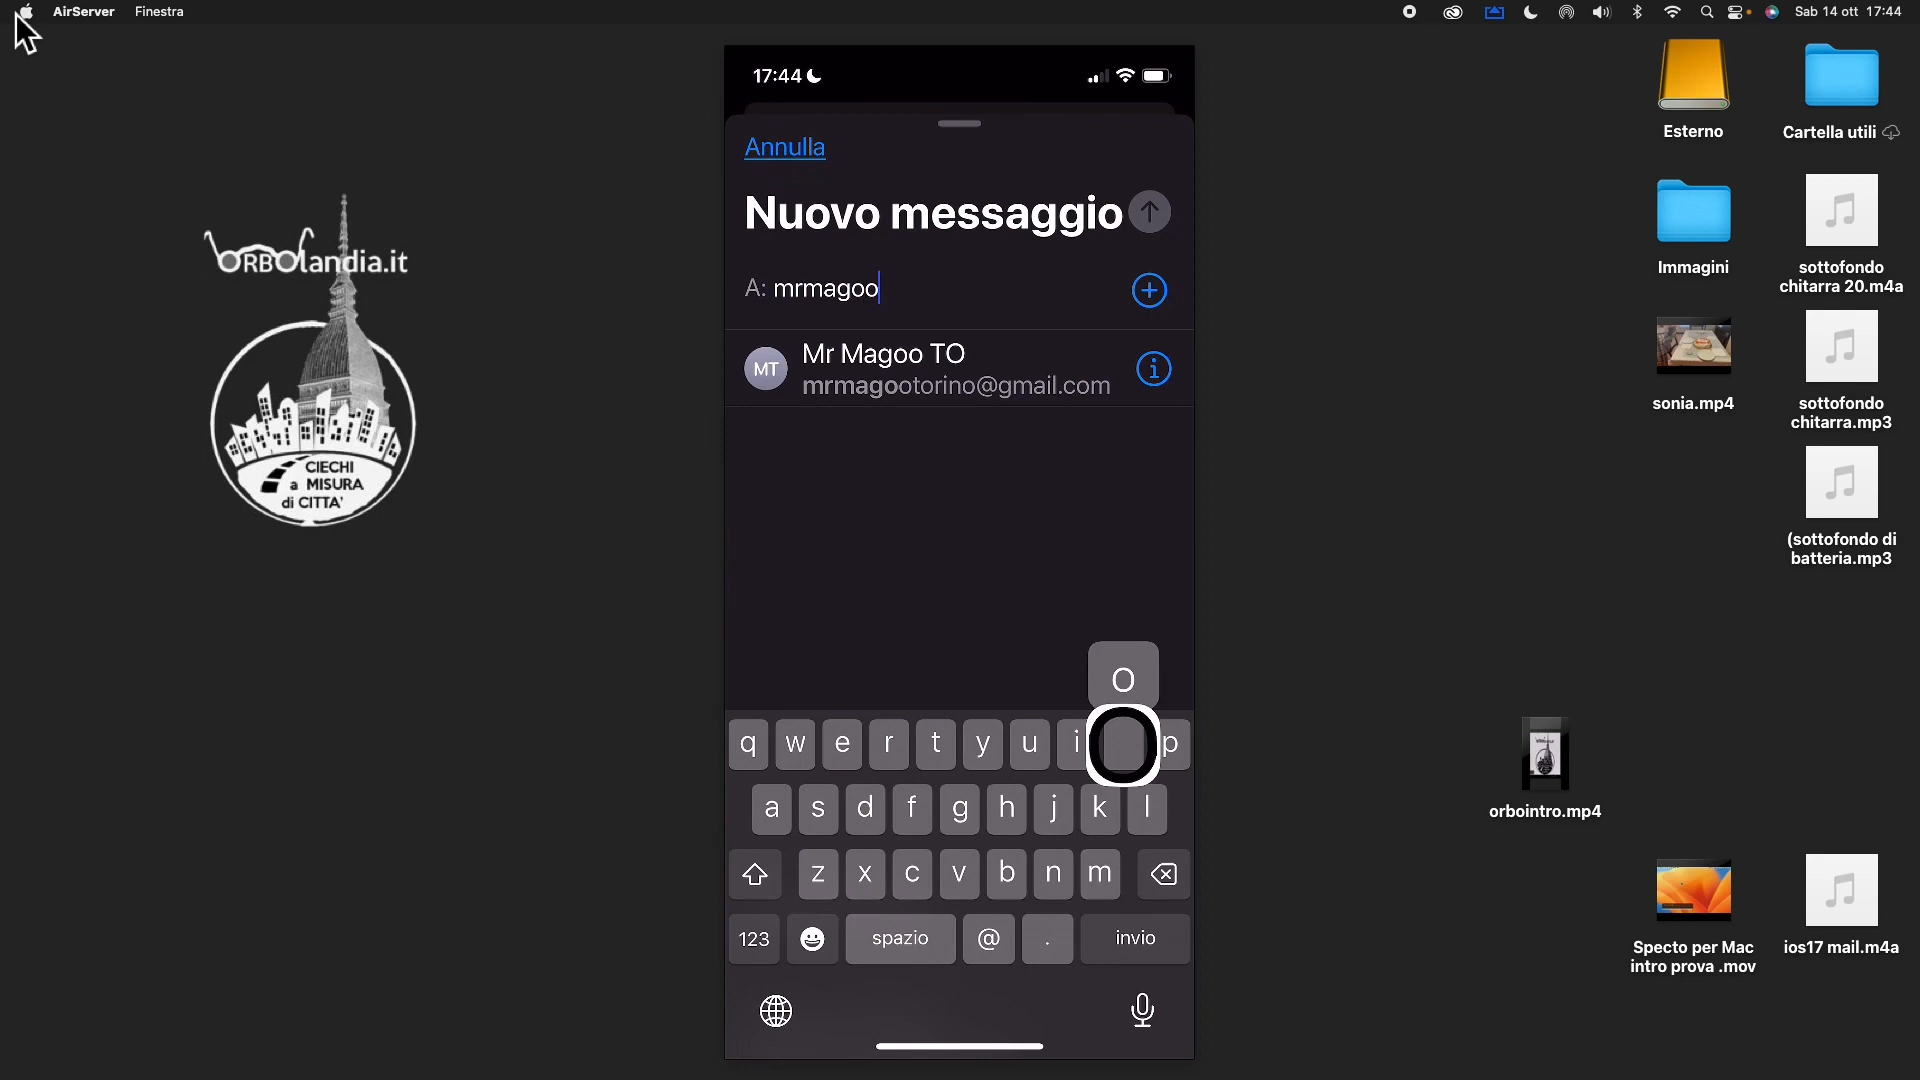 AirServer Finestra
Sab 14 ott 17:44
17:44
Annulla
Nuovo messaggio
A: mrmagoo
MT
Mr Magoo TO
mrmagootorino@gmail.com
O
q w e r t y u i p
a s d f g h j k l
z x c v b n m
123 spazio @ . invio
ORBOlandia.it
CIECHI
a MISURA
di CITTA'
Esterno
Cartella utili
Immagini
sottofondo
chitarra 20.m4a
sonia.mp4
sottofondo
chitarra.mp3
(sottofondo di
batteria.mp3
orbointro.mp4
Specto per Mac
intro prova .mov
ios17 mail.m4a